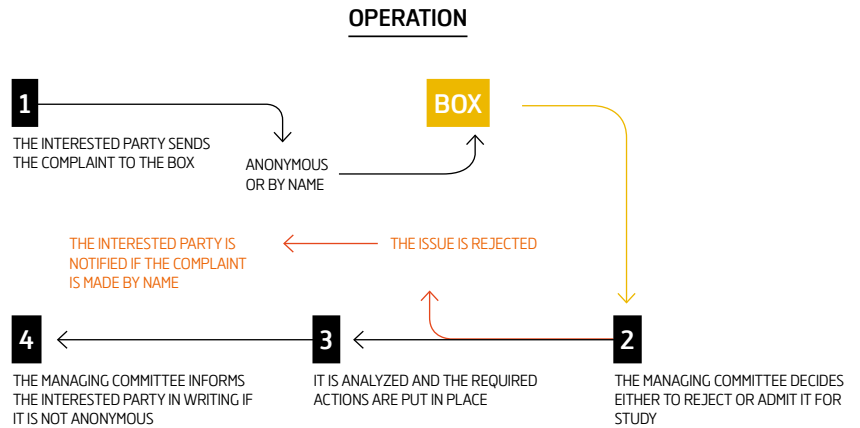 OPERATION
1
BOX
THE INTERESTED PARTY SENDS
THE COMPLAINT TO THE BOX
ANONYMOUS
OR BY NAME
THE INTERESTED PARTY IS
NOTIFIED IF THE COMPLAINT
IS MADE BY NAME
THE ISSUE IS REJECTED
4
3
2
THE MANAGING COMMITTEE INFORMS
THE INTERESTED PARTY IN WRITING IF
IT IS NOT ANONYMOUS
IT IS ANALYZED AND THE REQUIRED
ACTIONS ARE PUT IN PLACE
THE MANAGING COMMITTEE DECIDES
EITHER TO REJECT OR ADMIT IT FOR
STUDY